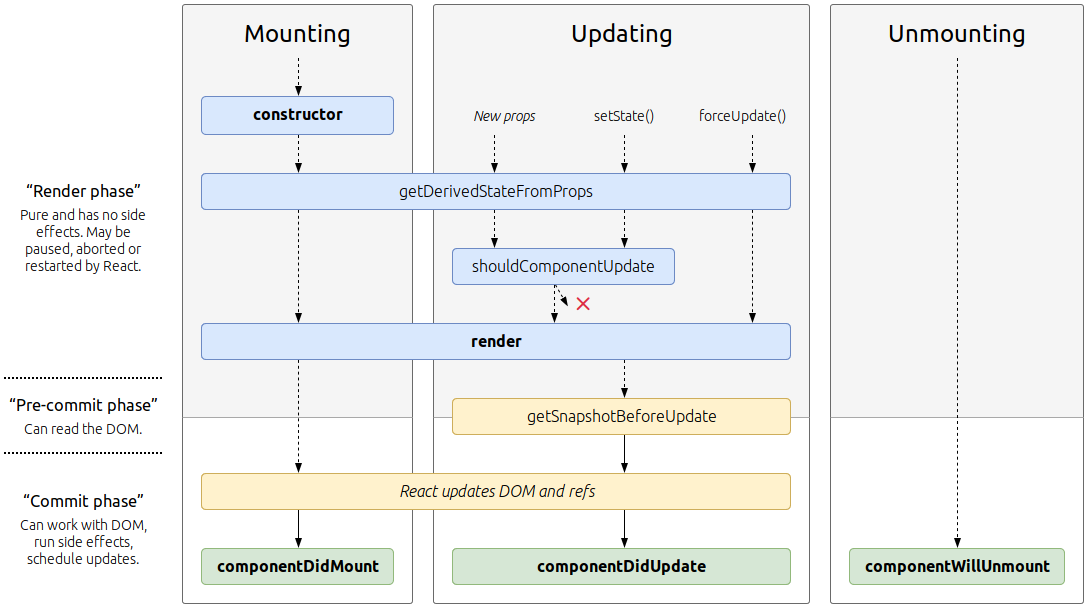 Mounting
Updating
Unmounting
constructor
New props
setState()
forceUpdate()
“Render phase”
Pure and has no side
effects. May be
paused, aborted or
restarted by React.
getDerivedStateFromProps
shouldComponentUpdate
render
“Pre-commit phase”
Can read the DOM.
getSnapshotBeforeUpdate
“Commit phase”
Can work with DOM,
run side effects,
schedule updates.
React updates DOM and refs
componentDidMount
componentDidUpdate
componentWillUnmount